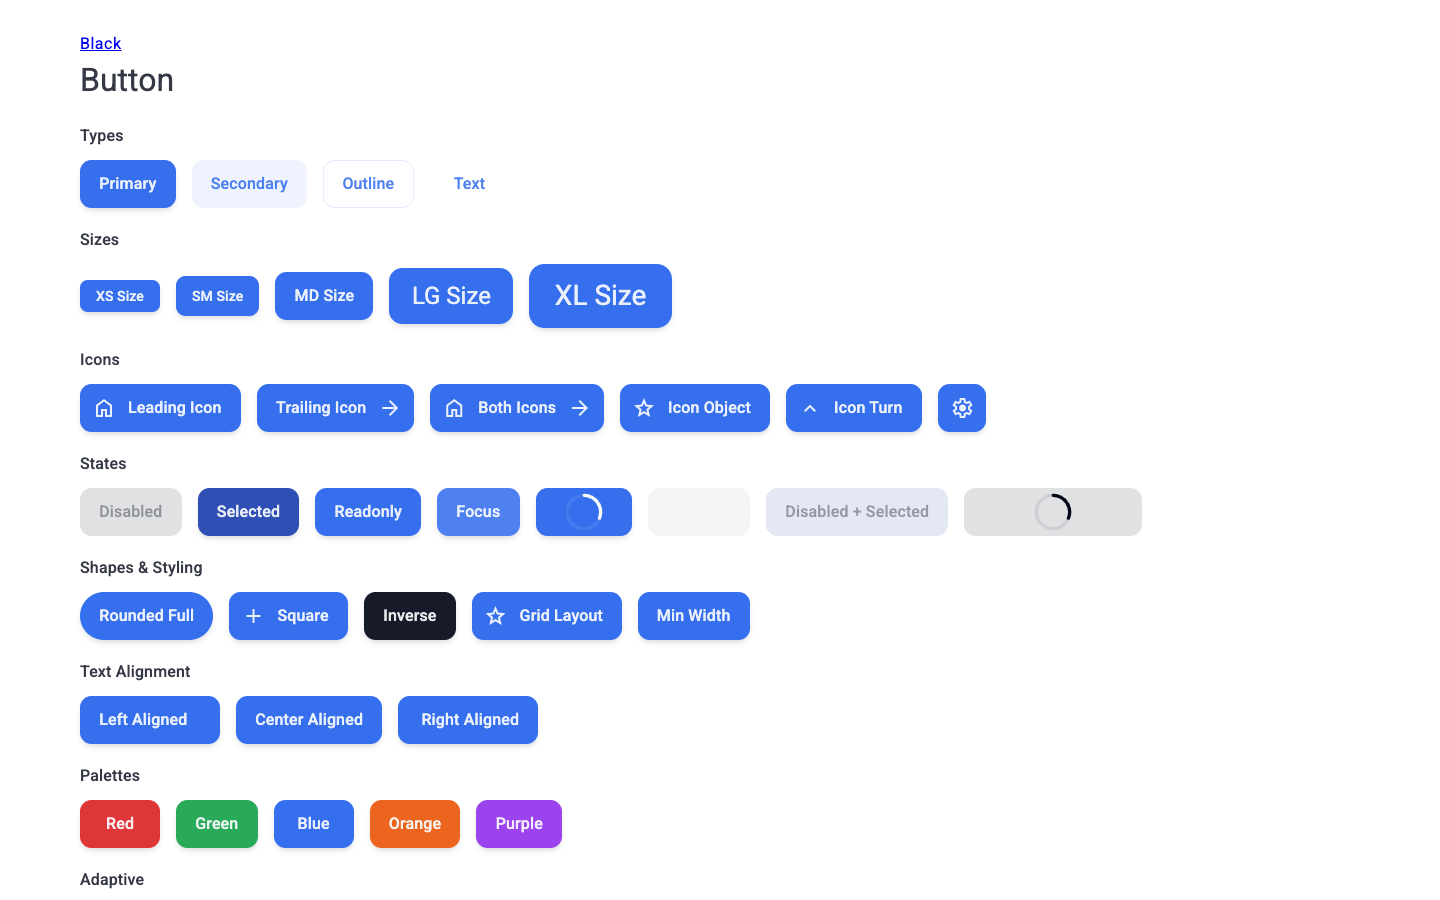 Black
Button
Types
Primary Secondary Outline Text
Sizes
XS Size SM Size MD Size LG Size XL Size
Icons
Leading Icon Trailing Icon Both Icons Icon Object Icon Turn
States
Disabled Selected Readonly Focus Disabled + Selected
Shapes & Styling
Rounded Full Square Inverse Grid Layout Min Width
Text Alignment
Left Aligned Center Aligned Right Aligned
Palettes
Red Green Blue Orange Purple
Adaptive